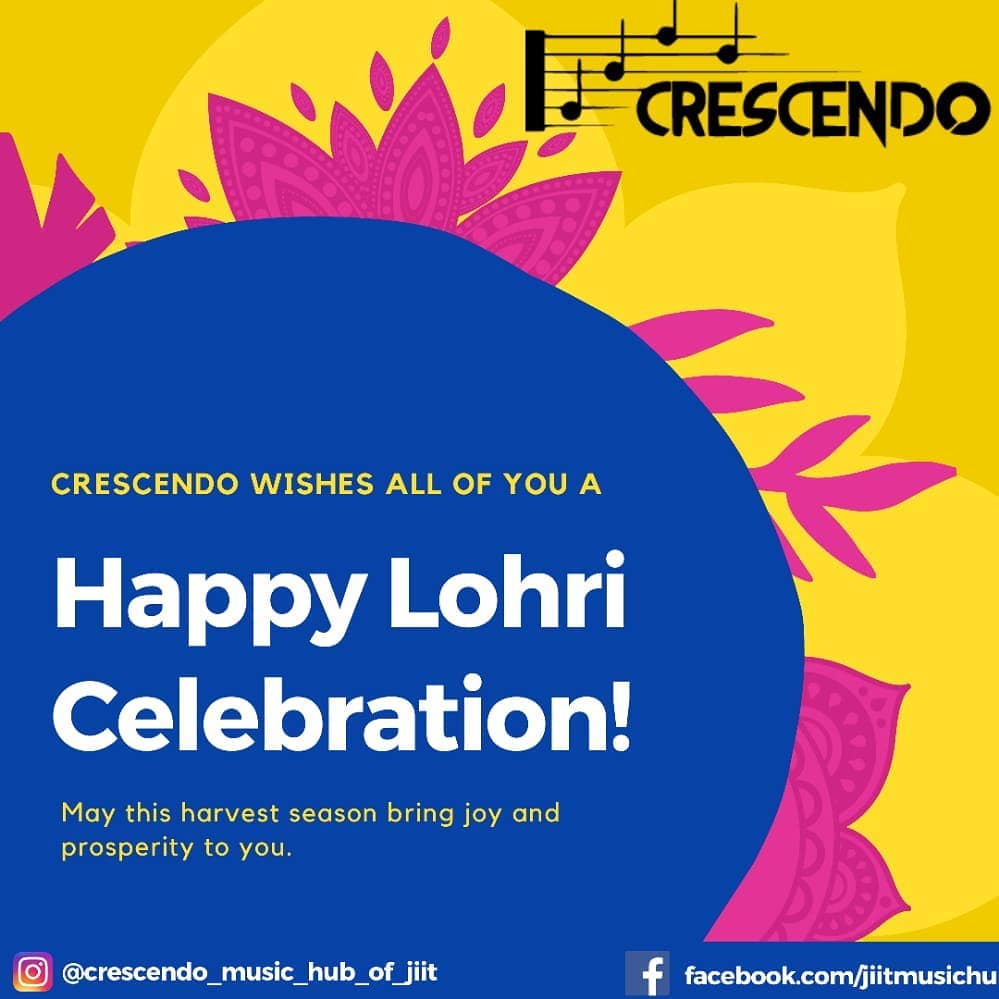 CRESCENDO
CRESCENDO WISHES ALL OF YOU A
Happy Lohri
Celebration!
May this harvest season bring joy and
prosperity to you.
@crescendo_music_hub_of_jiit
facebook.com/jiitmusichu